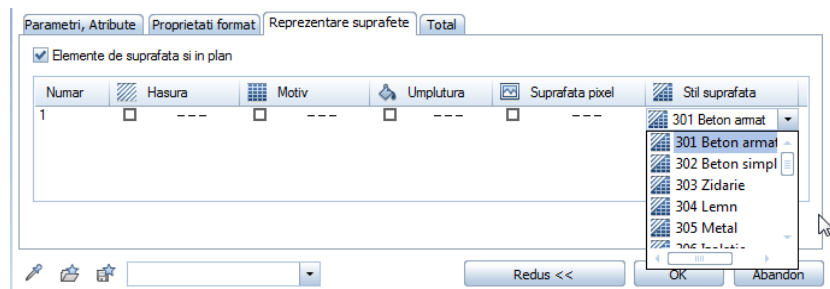 Parametri, Atribute Proprietati format Reprezentare suprafete Total
Elemente de suprafata si in plan
Numar Hasura Motiv Umplutura Suprafata pixel Stil suprafata
1 --- --- --- --- 301 Beton armat
301 Beton armat
302 Beton simpl
303 Zidarie
304 Lemn
305 Metal
Redus << OK Abandon